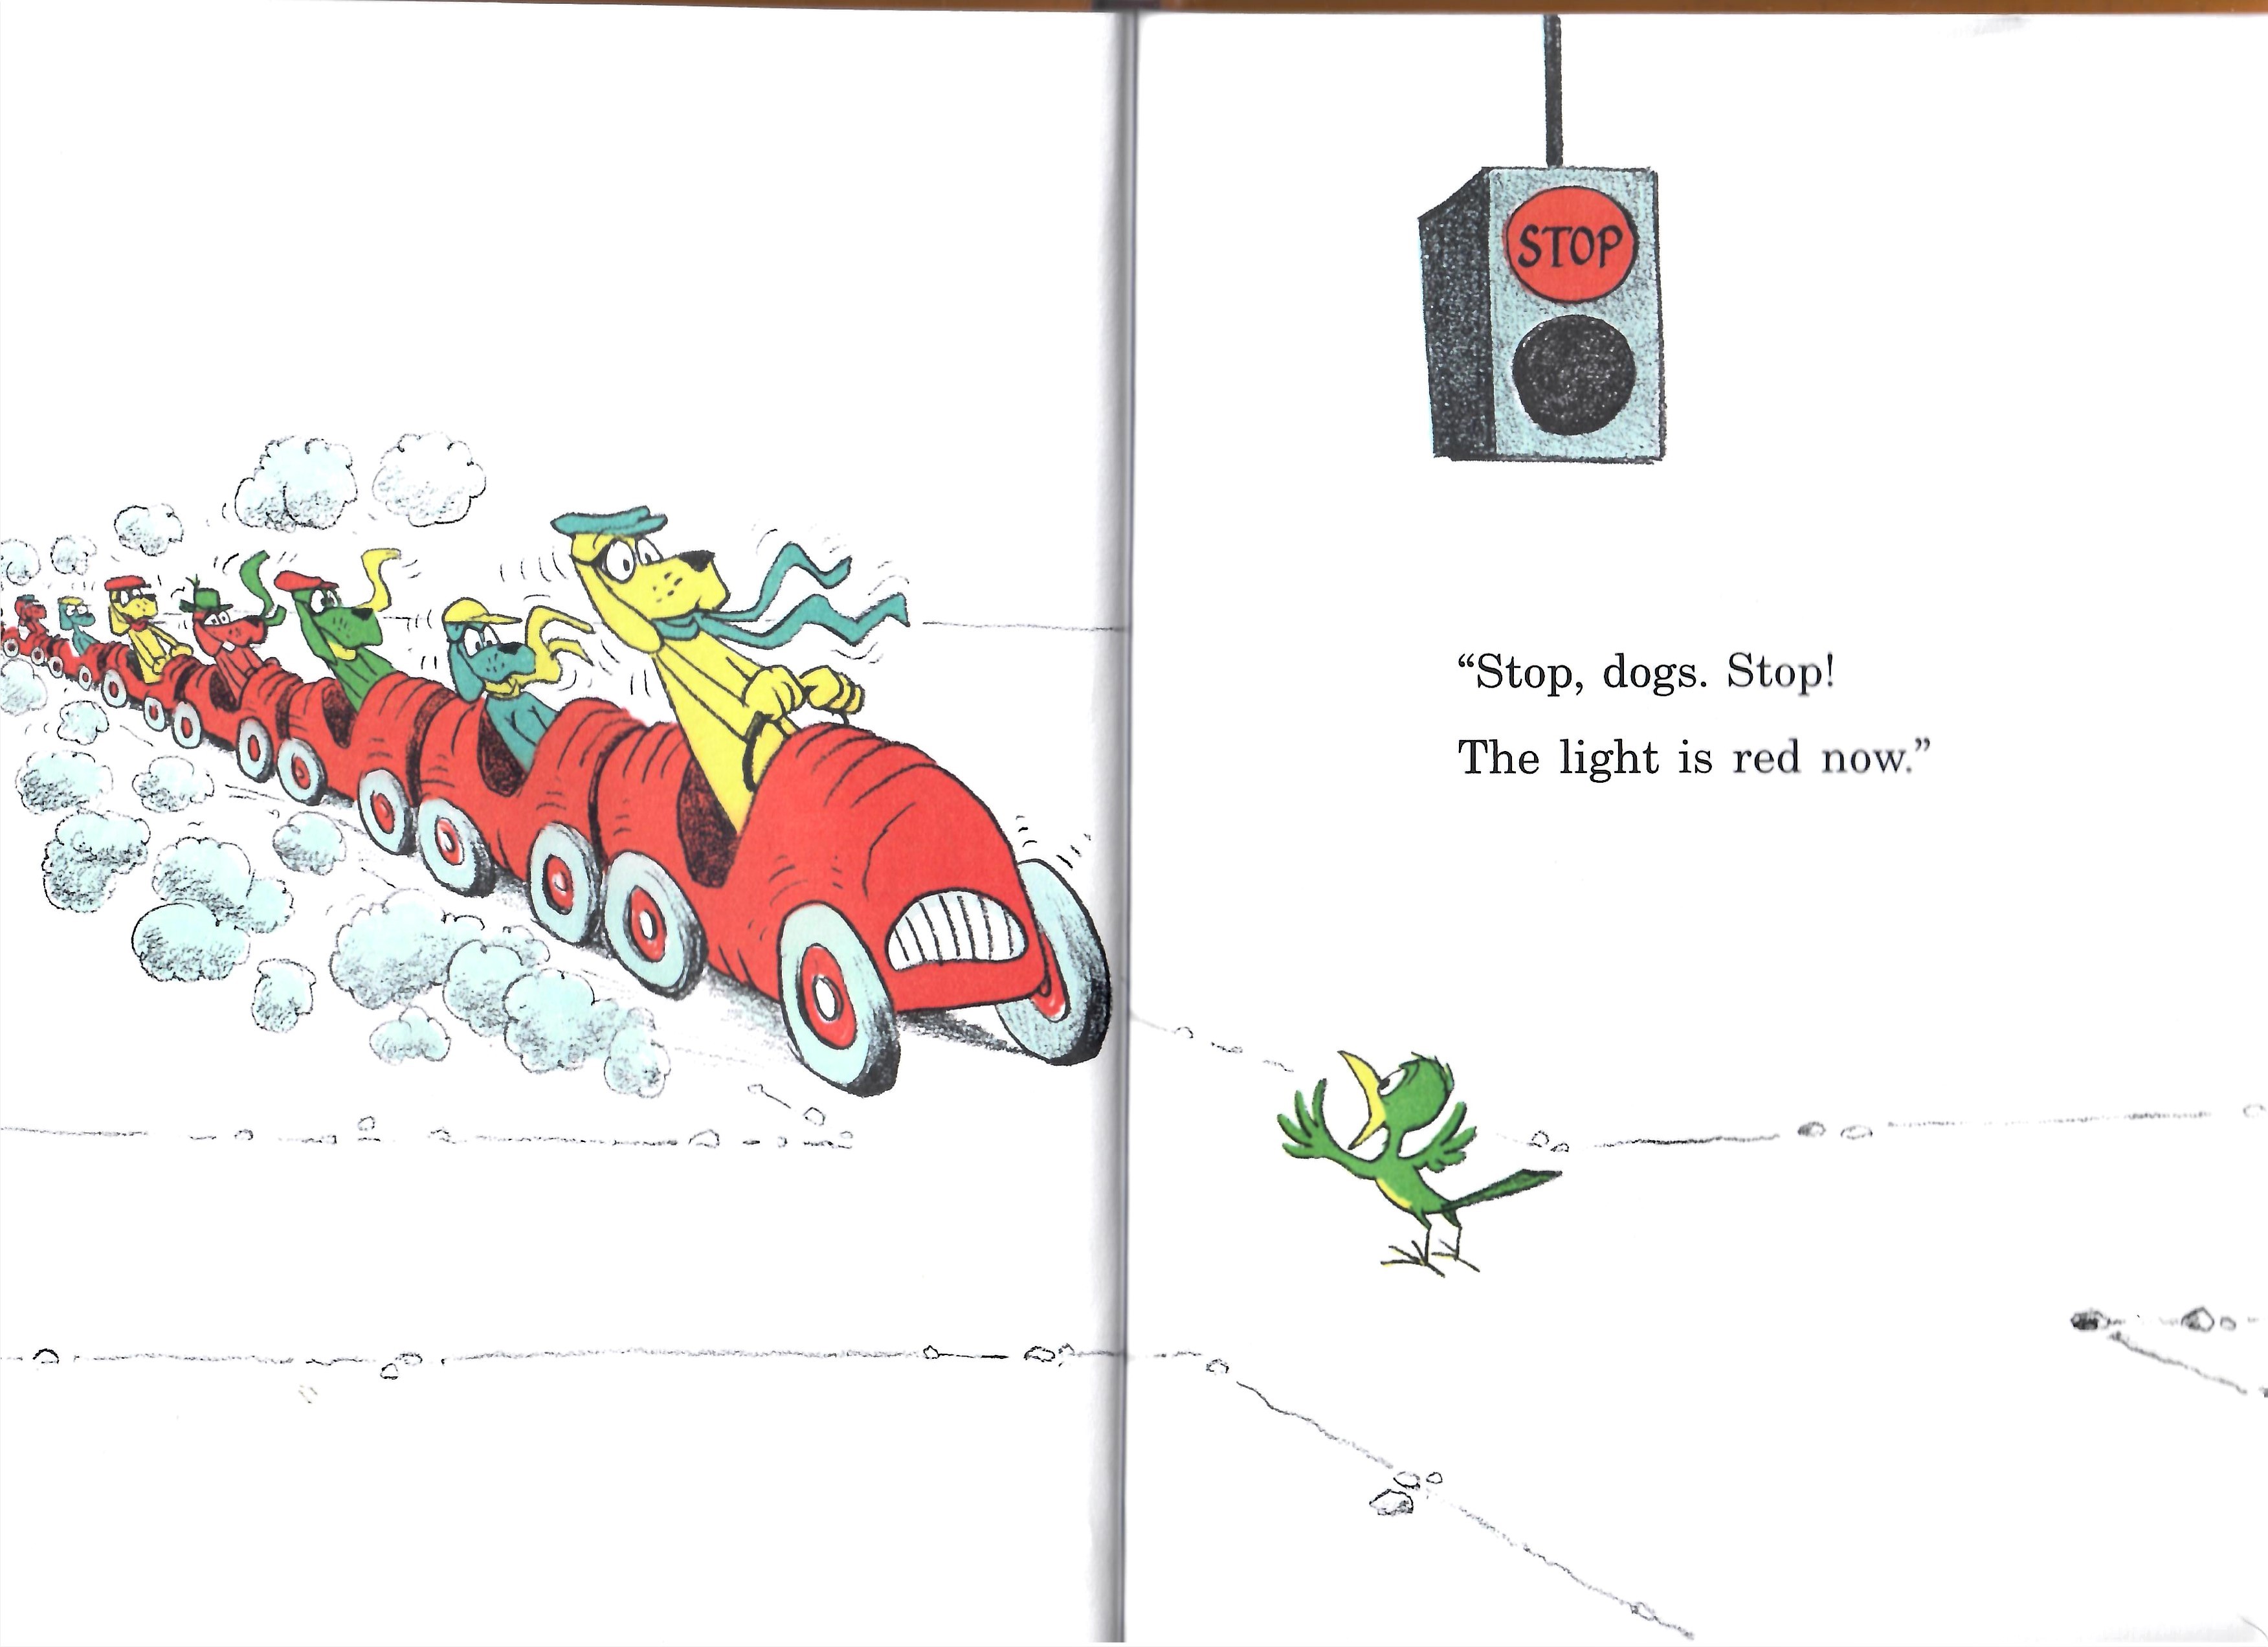 STOP
“Stop, dogs. Stop!
The light is red now.”